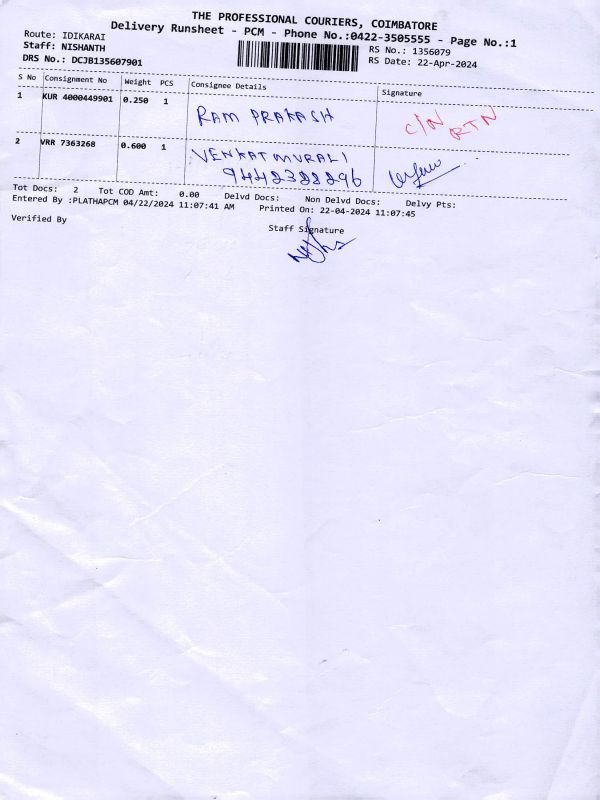 THE PROFESSIONAL COURIERS, COIMBATORE
Delivery Runsheet - PCM - Phone No.:0422-3505555 - Page No.:1
Route: IDIKARAI
Staff: NISHANTH
DRS No.: DCJB135607901
RS No.: 1356079
RS Date: 22-Apr-2024
S No Consignment No Weight PCS Consignee Details Signature
1 KUR 4000449901 0.250 1 RAM PRAKASH C/N RTN
2 VRR 7363268 0.600 1 VENKAT MURALI
9442322296
Tot Docs: 2 Tot COD Amt: 0.00 Delvd Docs: Non Delvd Docs: Delvy Pts:
Entered By :PLATHAPCM 04/22/2024 11:07:41 AM Printed On: 22-04-2024 11:07:45
Verified By Staff Signature